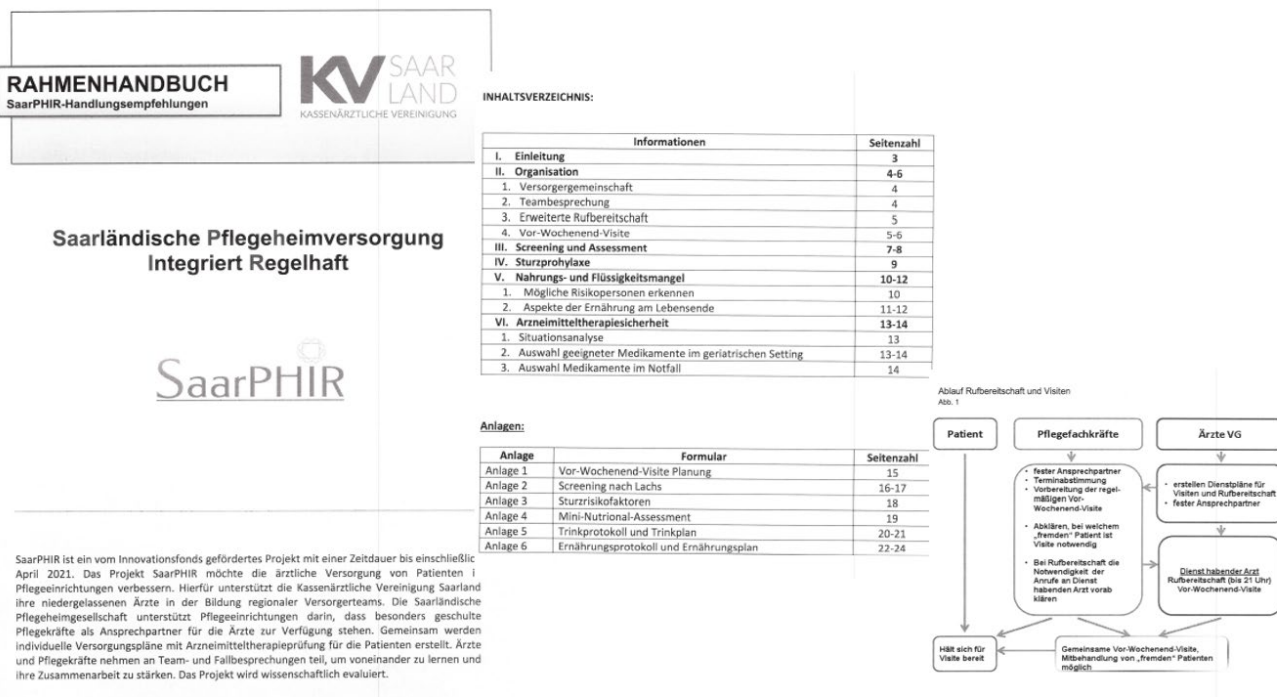 RAHMENHANDBUCH
SaarPHIR-Handlungsempfehlungen
KV SAAR
LAND
KASSENÄRZTLICHE VEREINIGUNG
Saarländische Pflegeheimversorgung
Integriert Regelhaft
SaarPHIR
SaarPHIR ist ein vom Innovationsfonds gefördertes Projekt mit einer Zeitdauer bis einschließlic
April 2021. Das Projekt SaarPHIR möchte die ärztliche Versorgung von Patienten i
Pflegeeinrichtungen verbessern. Hierfür unterstützt die Kassenärztliche Vereinigung Saarland
ihre niedergelassenen Ärzte in der Bildung regionaler Versorgerteams. Die Saarländische
Pflegeheimgesellschaft unterstützt Pflegeeinrichtungen darin, dass besonders geschulte
Pflegekräfte als Ansprechpartner für die Ärzte zur Verfügung stehen. Gemeinsam werden
individuelle Versorgungspläne mit Arzneimitteltherapieprüfung für die Patienten erstellt. Ärzte
und Pflegekräfte nehmen an Team- und Fallbesprechungen teil, um voneinander zu lernen und
ihre Zusammenarbeit zu stärken. Das Projekt wird wissenschaftlich evaluiert.
INHALTSVERZEICHNIS:
Informationen Seitenzahl
I. Einleitung 3
II. Organisation 4-6
1. Versorgergemeinschaft 4
2. Teambesprechung 4
3. Erweiterte Rufbereitschaft 5
4. Vor-Wochenend-Visite 5-6
III. Screening und Assessment 7-8
IV. Sturzprohylaxe 9
V. Nahrungs- und Flüssigkeitsmangel 10-12
1. Mögliche Risikopersonen erkennen 10
2. Aspekte der Ernährung am Lebensende 11-12
VI. Arzneimitteltherapiesicherheit 13-14
1. Situationsanalyse 13
2. Auswahl geeigneter Medikamente im geriatrischen Setting 13-14
3. Auswahl Medikamente im Notfall 14
Anlagen:
Anlage Formular Seitenzahl
Anlage 1 Vor-Wochenend-Visite Planung 15
Anlage 2 Screening nach Lachs 16-17
Anlage 3 Sturzrisikofaktoren 18
Anlage 4 Mini-Nutritional-Assessment 19
Anlage 5 Trinkprotokoll und Trinkplan 20-21
Anlage 6 Ernährungsprotokoll und Ernährungsplan 22-24
Ablauf Rufbereitschaft und Visiten
Abb. 1
Patient
Pflegefachkräfte
Ärzte VG
• fester Ansprechpartner
• Terminabstimmung
• Vorbereitung der regel-
mäßigen Vor-
Wochenend-Visite
• Abklären, bei welchem
„fremden" Patient ist
Visite notwendig
• Bei Rufbereitschaft die
Notwendigkeit der
Anrufe an Dienst
habenden Arzt vorab
klären
• erstellen Dienstpläne für
Visiten und Rufbereitschaft
• fester Ansprechpartner
Dienst habender Arzt
Rufbereitschaft (bis 21 Uhr)
Vor-Wochenend-Visite
Hält sich für
Visite bereit
Gemeinsame Vor-Wochenend-Visite,
Mitbehandlung von „fremden" Patienten
möglich